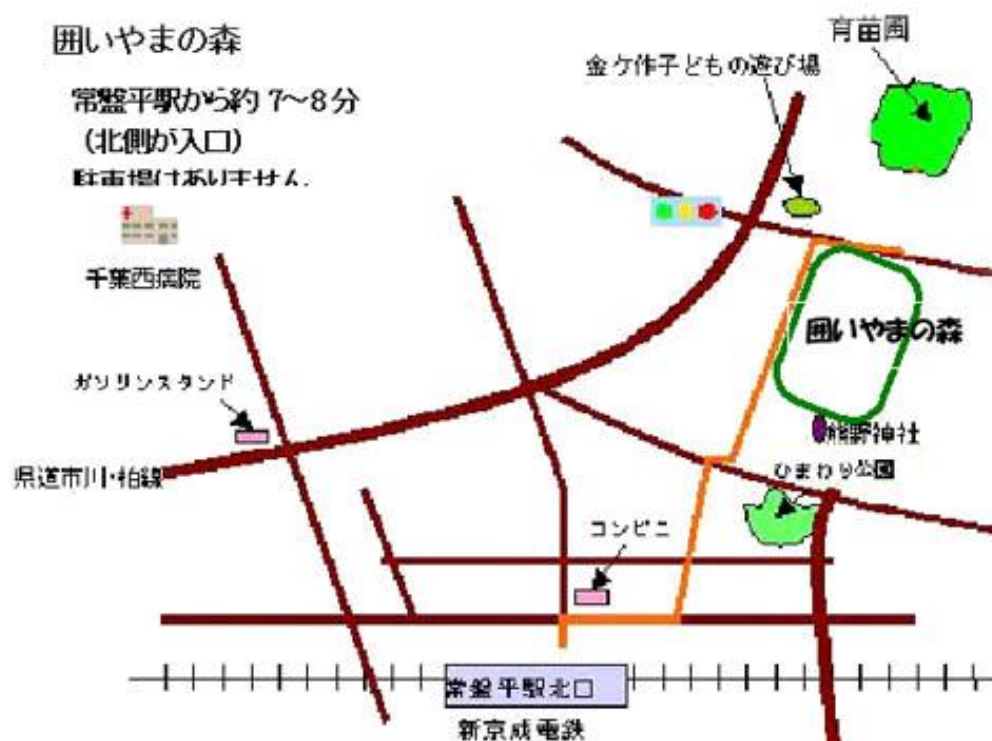 囲いやまの森
常盤平駅から約 7～8 分
（北側が入口）
駐車場はありません
育苗圃
金ケ作子どもの遊び場
千葉西病院
囲いやまの森
ガソリンスタンド
熊野神社
県道市川・柏線
ひまわり公園
コンビニ
常盤平駅北口
新京成電鉄